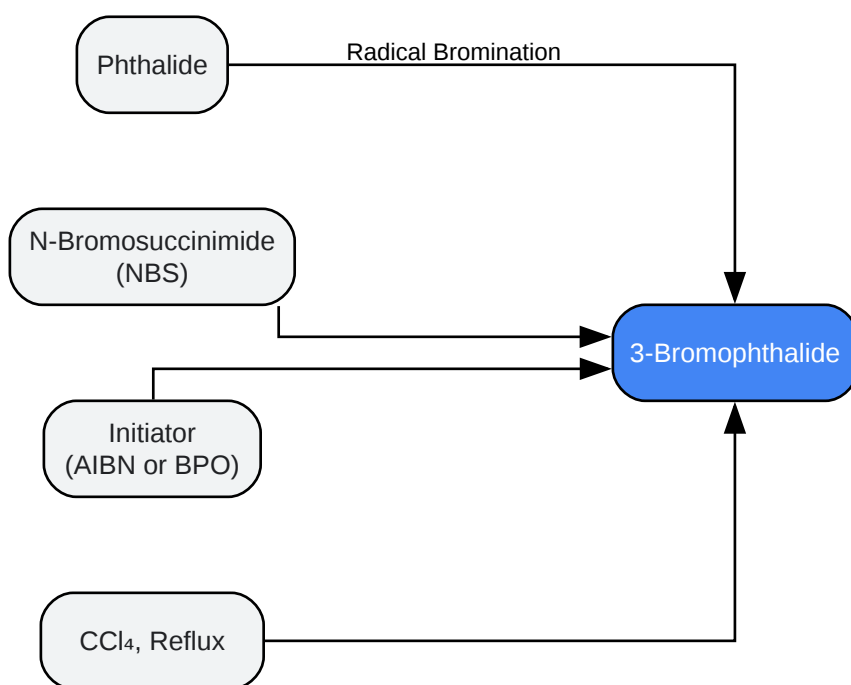 Phthalide
Radical Bromination
N-Bromosuccinimide
(NBS)
3-Bromophthalide
Initiator
(AIBN or BPO)
CCl₄, Reflux